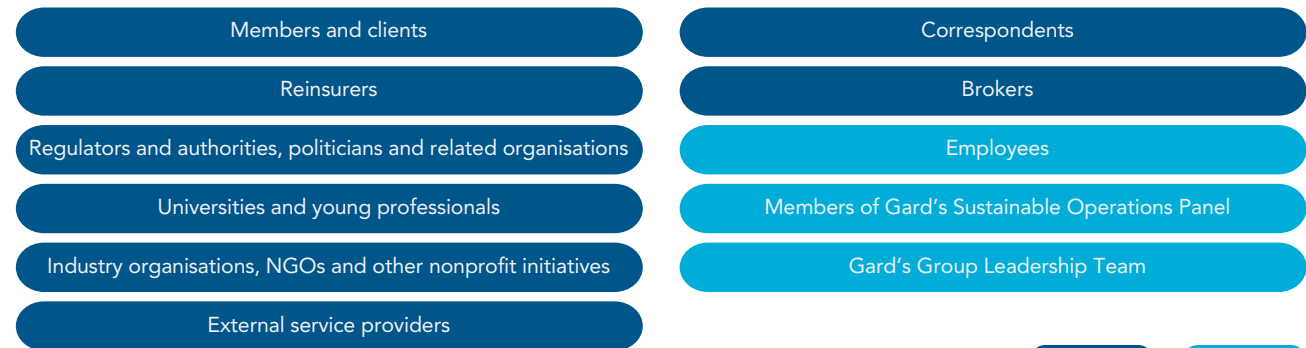 Members and clients
Reinsurers
Regulators and authorities, politicians and related organisations
Universities and young professionals
Industry organisations, NGOs and other nonprofit initiatives
External service providers
Correspondents
Brokers
Employees
Members of Gard’s Sustainable Operations Panel
Gard’s Group Leadership Team